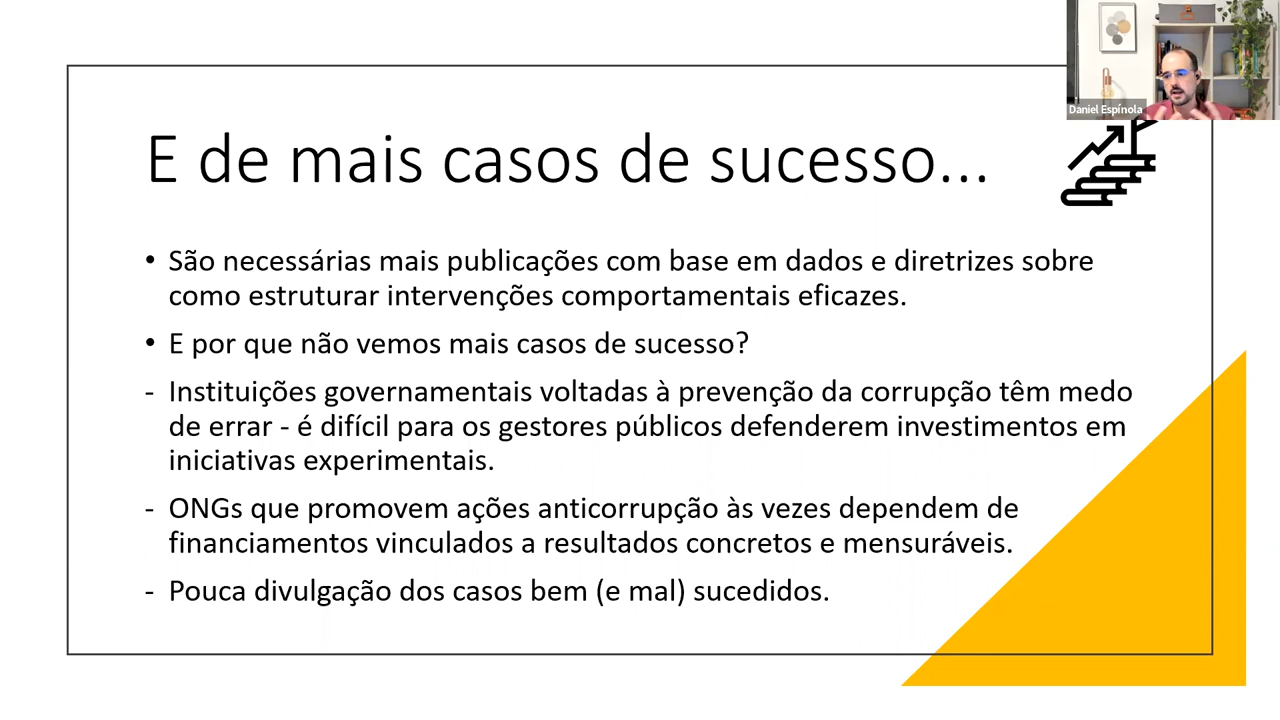 Daniel Espínola
E de mais casos de sucesso...
• São necessárias mais publicações com base em dados e diretrizes sobre
como estruturar intervenções comportamentais eficazes.
• E por que não vemos mais casos de sucesso?
- Instituições governamentais voltadas à prevenção da corrupção têm medo
de errar - é difícil para os gestores públicos defenderem investimentos em
iniciativas experimentais.
- ONGs que promovem ações anticorrupção às vezes dependem de
financiamentos vinculados a resultados concretos e mensuráveis.
- Pouca divulgação dos casos bem (e mal) sucedidos.